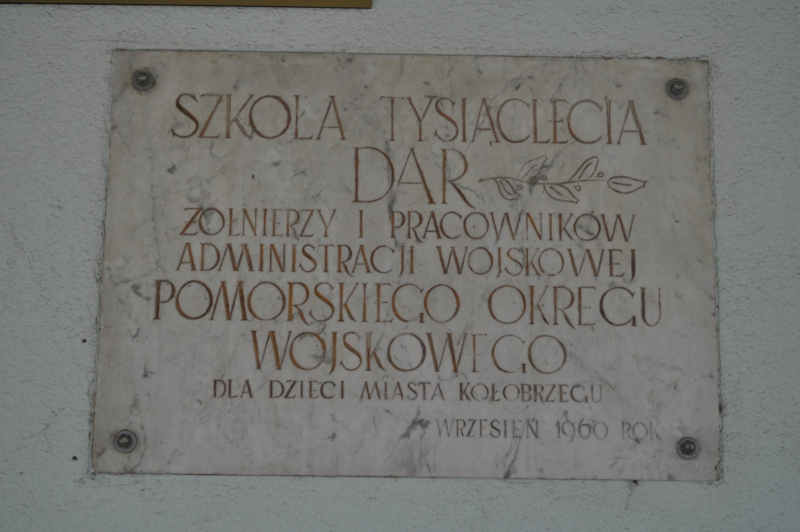 SZKOŁA TYSIĄCLECIA
DAR
ŻOŁNIERZY I PRACOWNIKÓW
ADMINISTRACJI WOJSKOWEJ
POMORSKIEGO OKRĘGU
WOJSKOWEGO
DLA DZIECI MIASTA KOŁOBRZEGU
WRZESIEŃ 1960 ROK